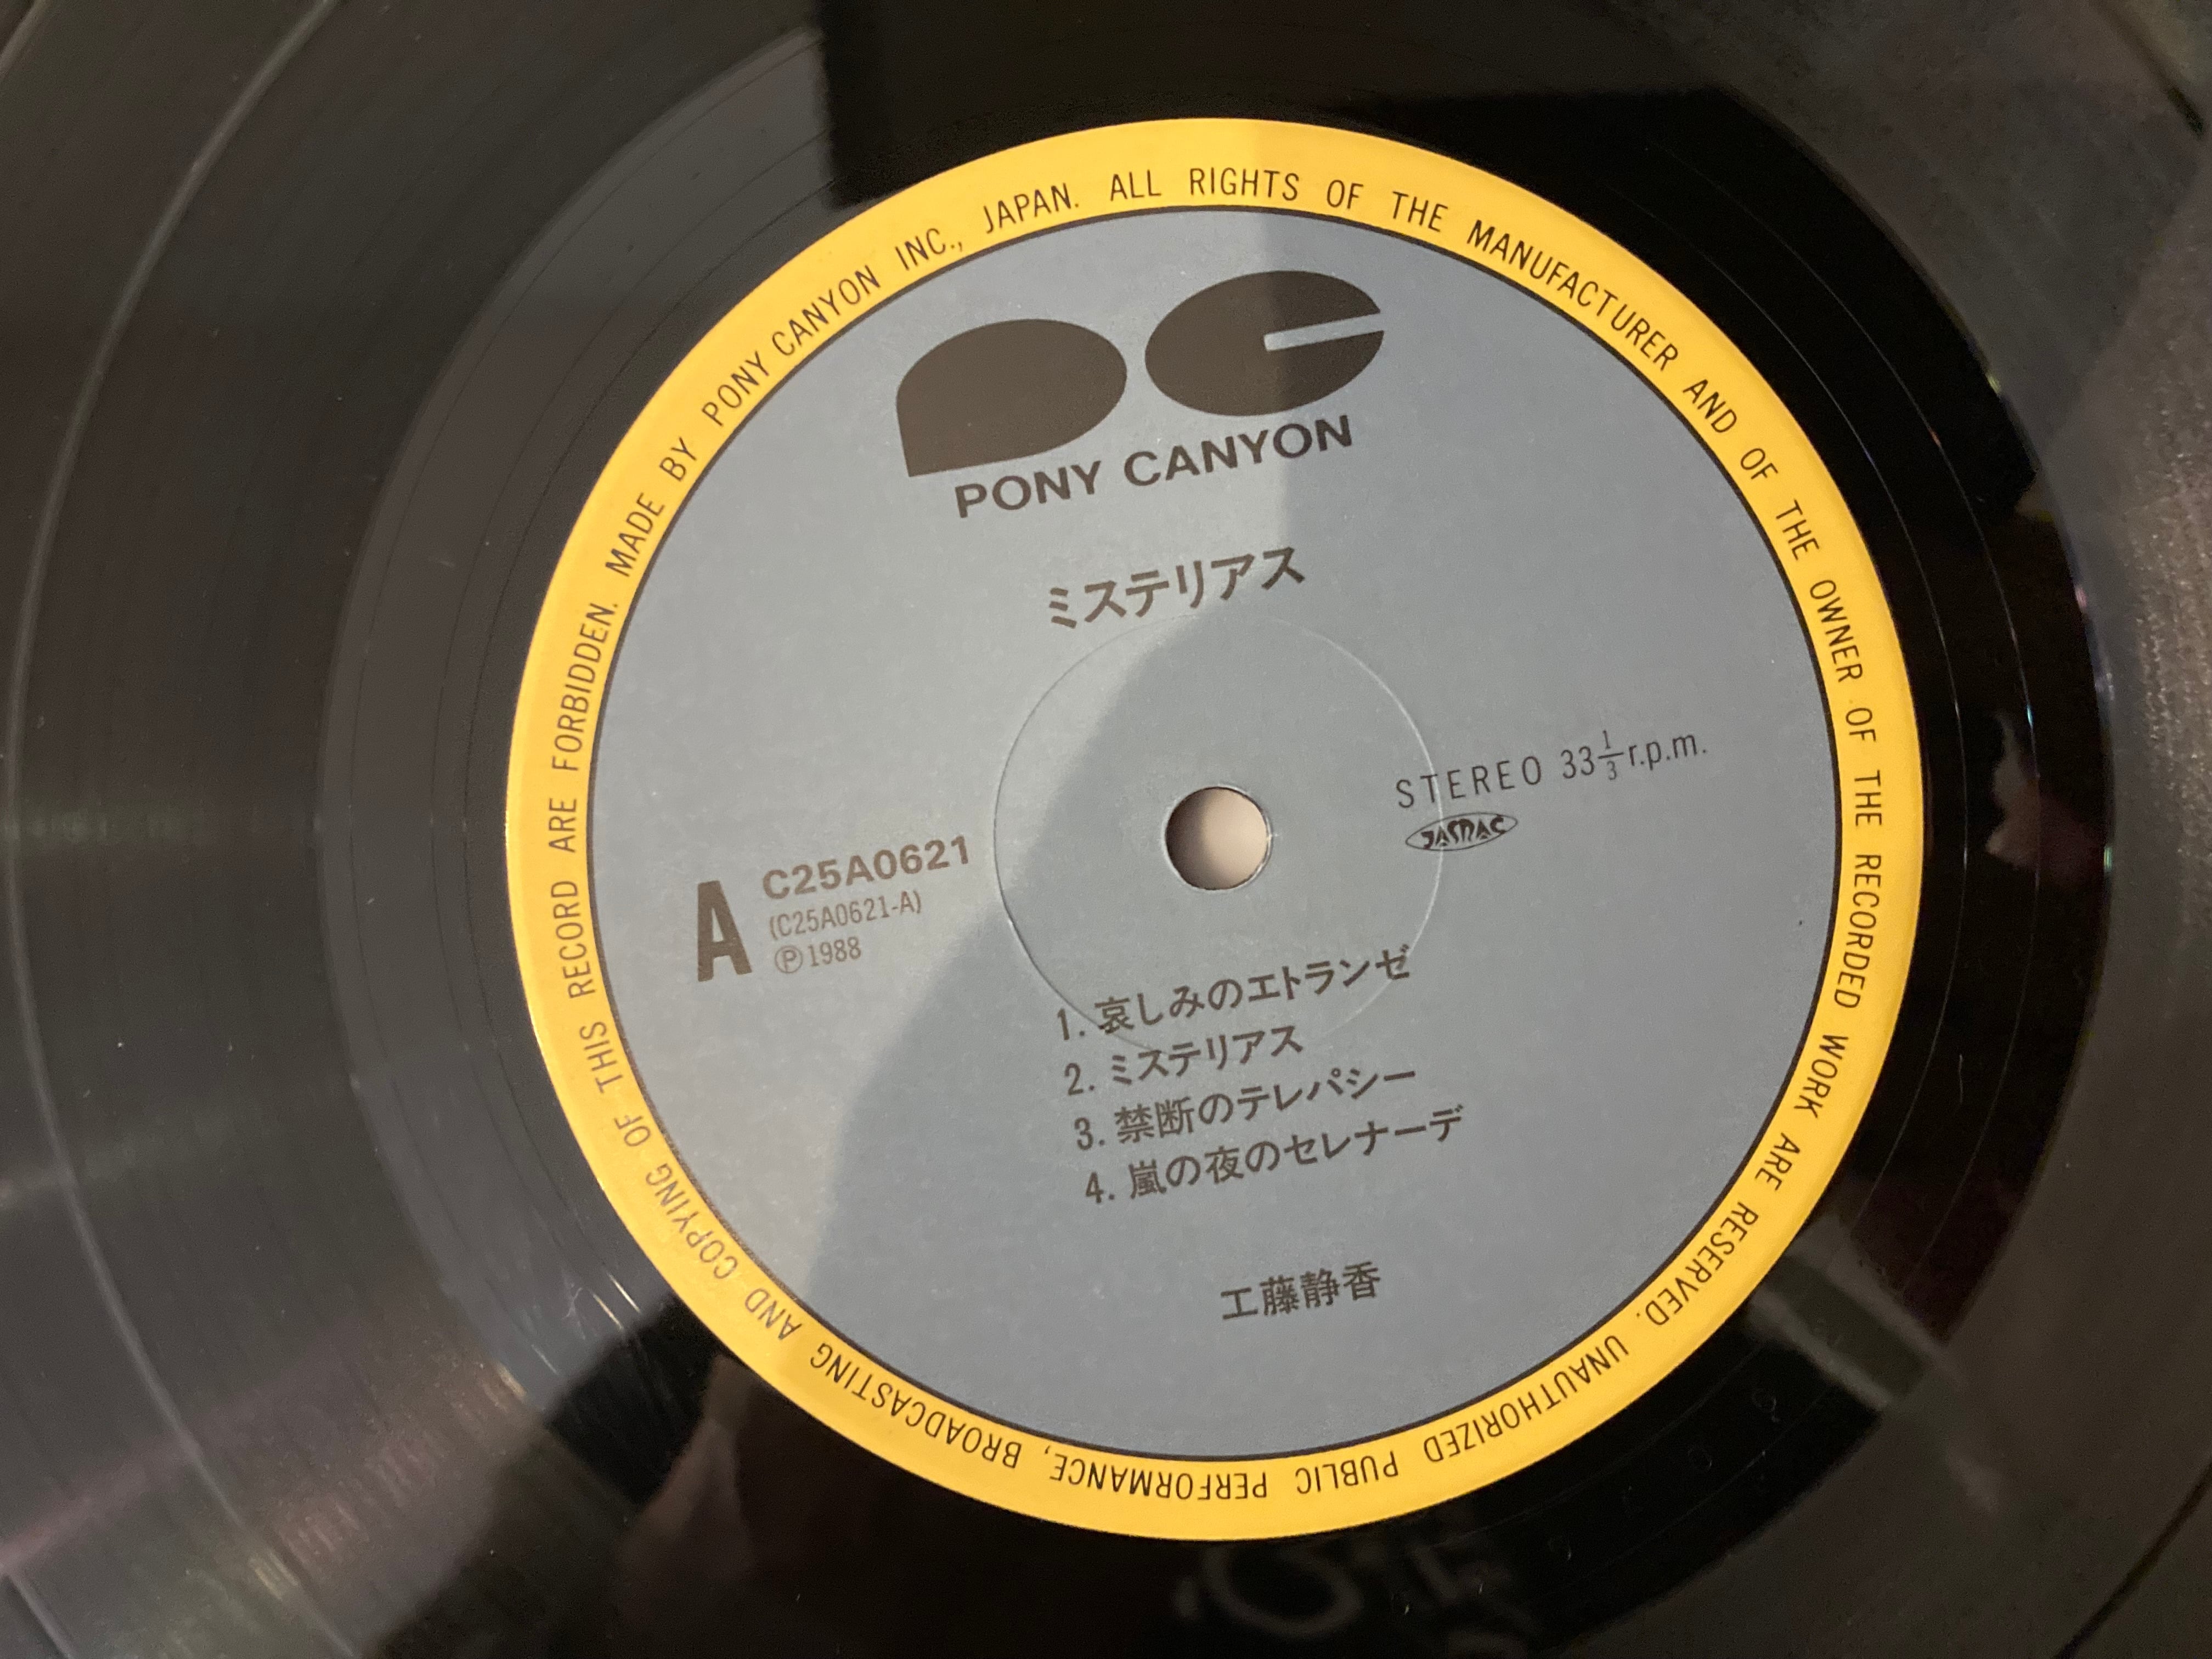 MADE BY PONY CANYON INC., JAPAN. ALL RIGHTS OF THE MANUFACTURER AND OF THE OWNER OF THE RECORDED WORK ARE RESERVED. UNAUTHORIZED PUBLIC PERFORMANCE, BROADCASTING AND COPYING OF THIS RECORD ARE FORBIDDEN.
PONY CANYON
ミステリアス
STEREO 33 1/3 r.p.m.
JASRAC
A
C25A0621
(C25A0621-A)
Ⓟ1988
1. 哀しみのエトランゼ
2. ミステリアス
3. 禁断のテレパシー
4. 嵐の夜のセレナーデ
工藤静香